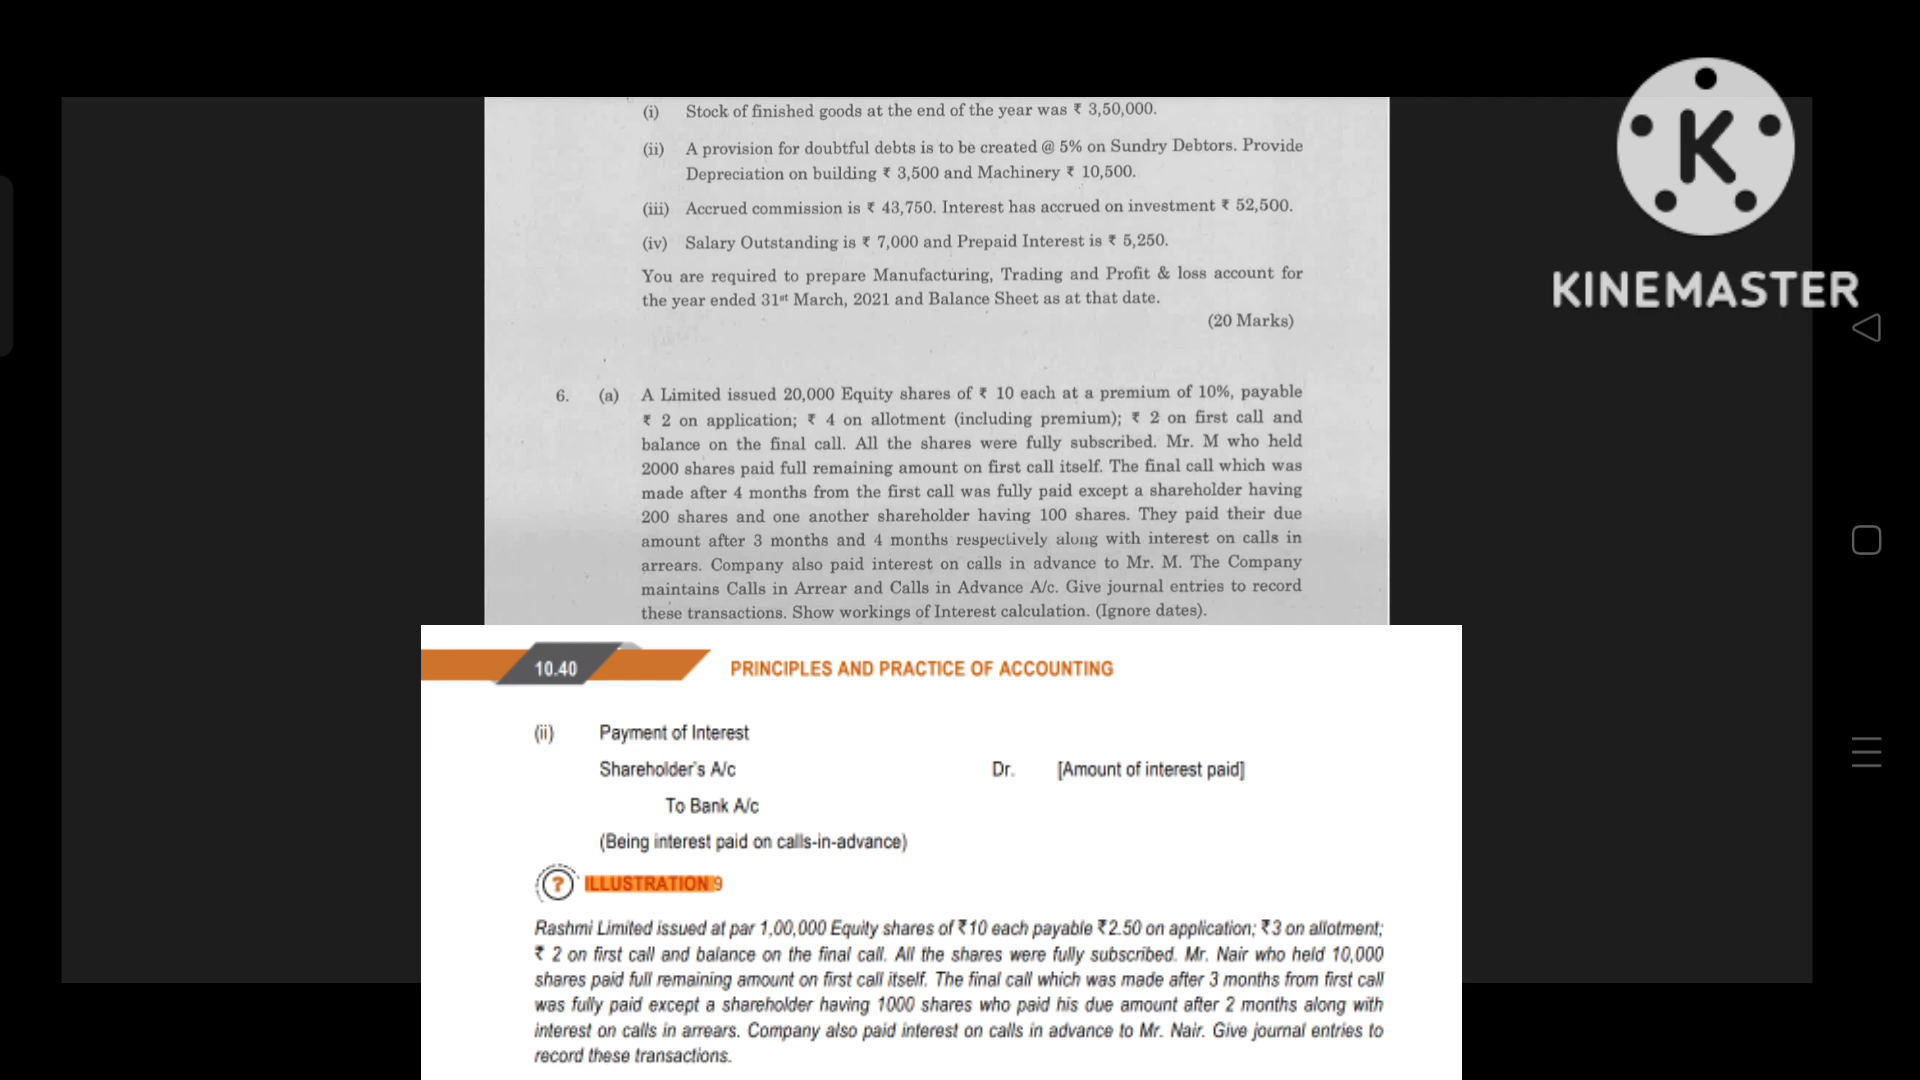 (i) Stock of finished goods at the end of the year was ₹ 3,50,000.
(ii) A provision for doubtful debts is to be created @ 5% on Sundry Debtors. Provide
Depreciation on building ₹ 3,500 and Machinery ₹ 10,500.
(iii) Accrued commission is ₹ 43,750. Interest has accrued on investment ₹ 52,500.
(iv) Salary Outstanding is ₹ 7,000 and Prepaid Interest is ₹ 5,250.
You are required to prepare Manufacturing, Trading and Profit & loss account for
the year ended 31st March, 2021 and Balance Sheet as at that date.
(20 Marks)
6. (a) A Limited issued 20,000 Equity shares of ₹ 10 each at a premium of 10%, payable
₹ 2 on application; ₹ 4 on allotment (including premium); ₹ 2 on first call and
balance on the final call. All the shares were fully subscribed. Mr. M who held
2000 shares paid full remaining amount on first call itself. The final call which was
made after 4 months from the first call was fully paid except a shareholder having
200 shares and one another shareholder having 100 shares. They paid their due
amount after 3 months and 4 months respectively along with interest on calls in
arrears. Company also paid interest on calls in advance to Mr. M. The Company
maintains Calls in Arrear and Calls in Advance A/c. Give journal entries to record
these transactions. Show workings of Interest calculation. (Ignore dates).
K
KINEMASTER
10.40 PRINCIPLES AND PRACTICE OF ACCOUNTING
(ii) Payment of Interest
Shareholder's A/c Dr. [Amount of interest paid]
To Bank A/c
(Being interest paid on calls-in-advance)
? ILLUSTRATION 9
Rashmi Limited issued at par 1,00,000 Equity shares of ₹10 each payable ₹2.50 on application; ₹3 on allotment;
₹ 2 on first call and balance on the final call. All the shares were fully subscribed. Mr. Nair who held 10,000
shares paid full remaining amount on first call itself. The final call which was made after 3 months from first call
was fully paid except a shareholder having 1000 shares who paid his due amount after 2 months along with
interest on calls in arrears. Company also paid interest on calls in advance to Mr. Nair. Give journal entries to
record these transactions.